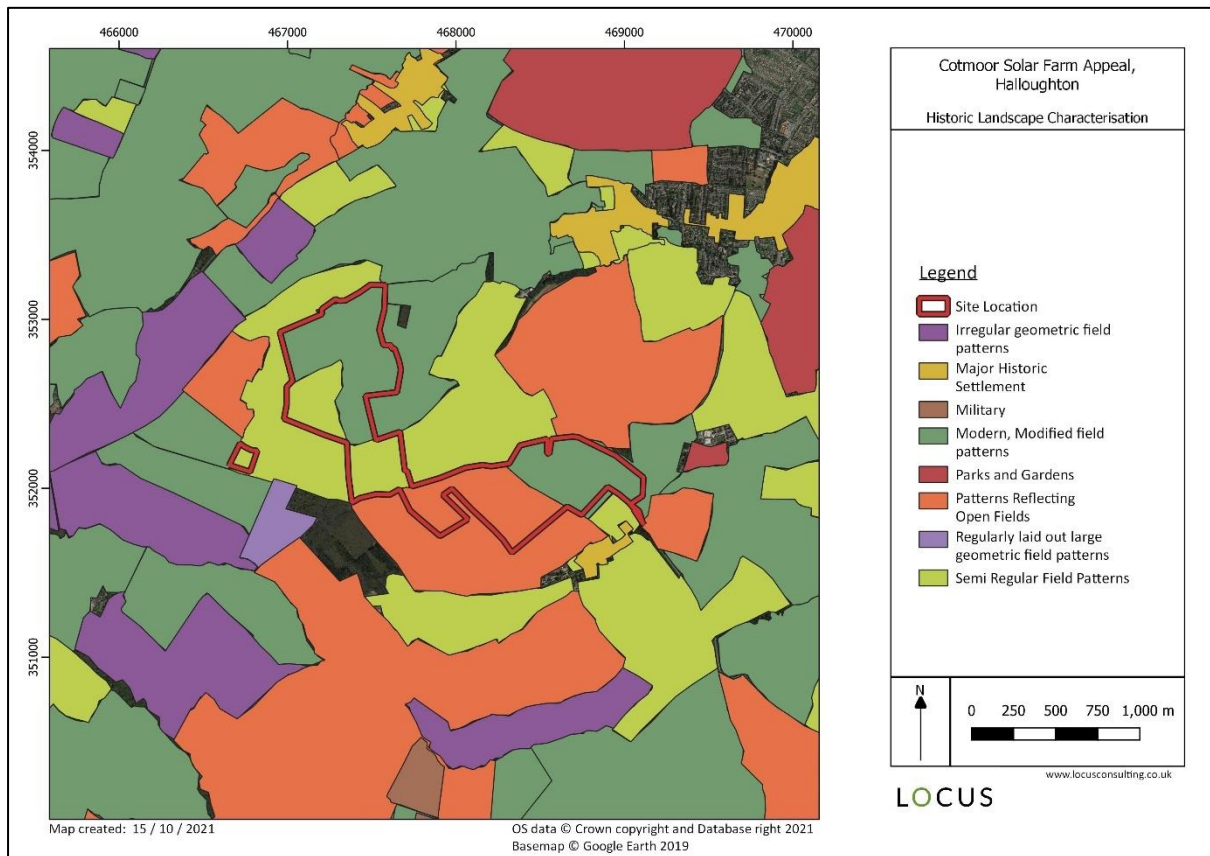 466000 467000 468000 469000 470000
354000
353000
352000
351000
Map created: 15 / 10 / 2021
OS data © Crown copyright and Database right 2021
Basemap © Google Earth 2019
Cotmoor Solar Farm Appeal,
Halloughton
Historic Landscape Characterisation
Legend
Site Location
Irregular geometric field
patterns
Major Historic
Settlement
Military
Modern, Modified field
patterns
Parks and Gardens
Patterns Reflecting
Open Fields
Regularly laid out large
geometric field patterns
Semi Regular Field Patterns
N
0 250 500 750 1,000 m
www.locusconsulting.co.uk
LOCUS